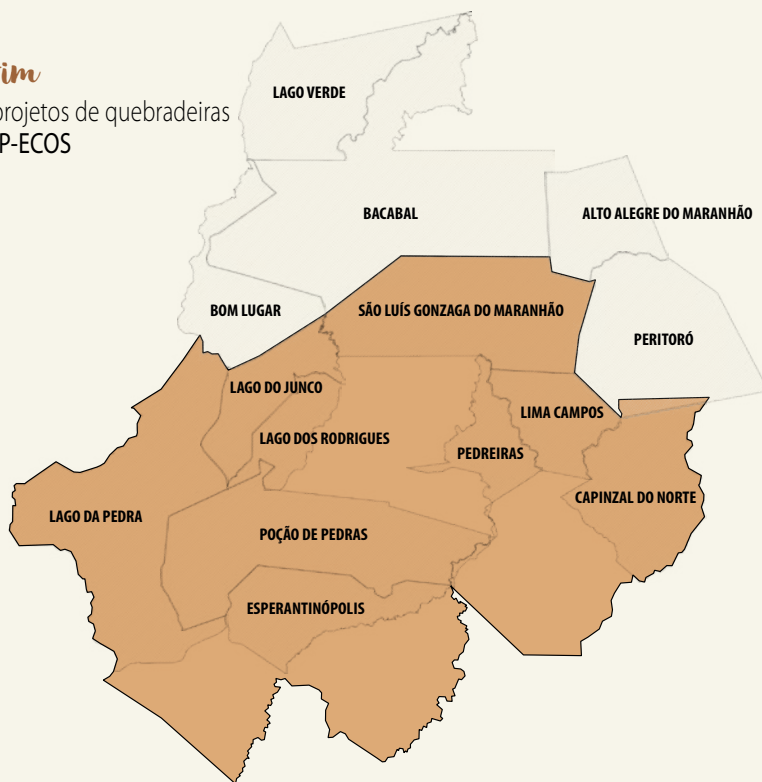 projetos de quebradeiras
P-ECOS
LAGO VERDE
BACABAL
ALTO ALEGRE DO MARANHÃO
BOM LUGAR
SÃO LUÍS GONZAGA DO MARANHÃO
PERITORÓ
LAGO DO JUNCO
LIMA CAMPOS
LAGO DOS RODRIGUES
PEDREIRAS
CAPINZAL DO NORTE
LAGO DA PEDRA
POÇÃO DE PEDRAS
ESPERANTINÓPOLIS